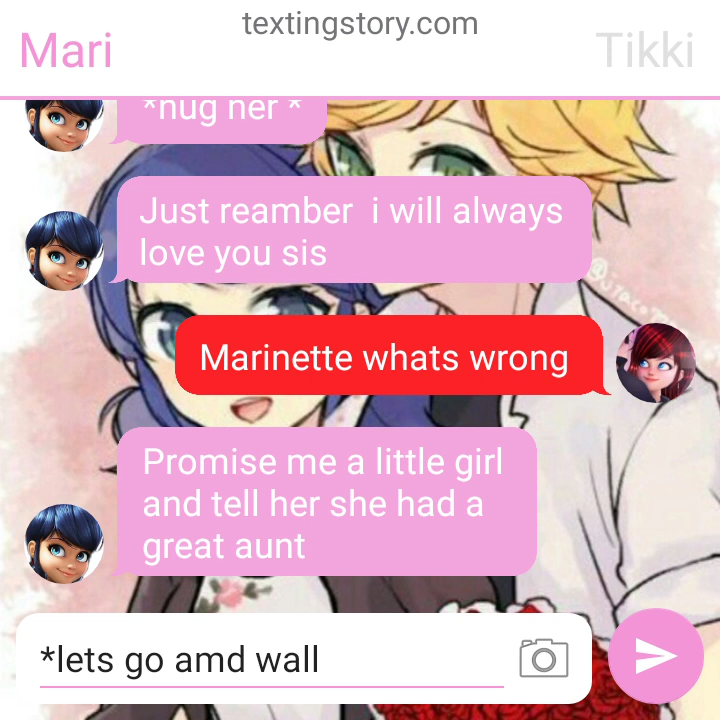 textingstory.com
Mari
Tikki
*hug her *
Just reamber i will always
love you sis
Marinette whats wrong
Promise me a little girl
and tell her she had a
great aunt
*lets go amd wall